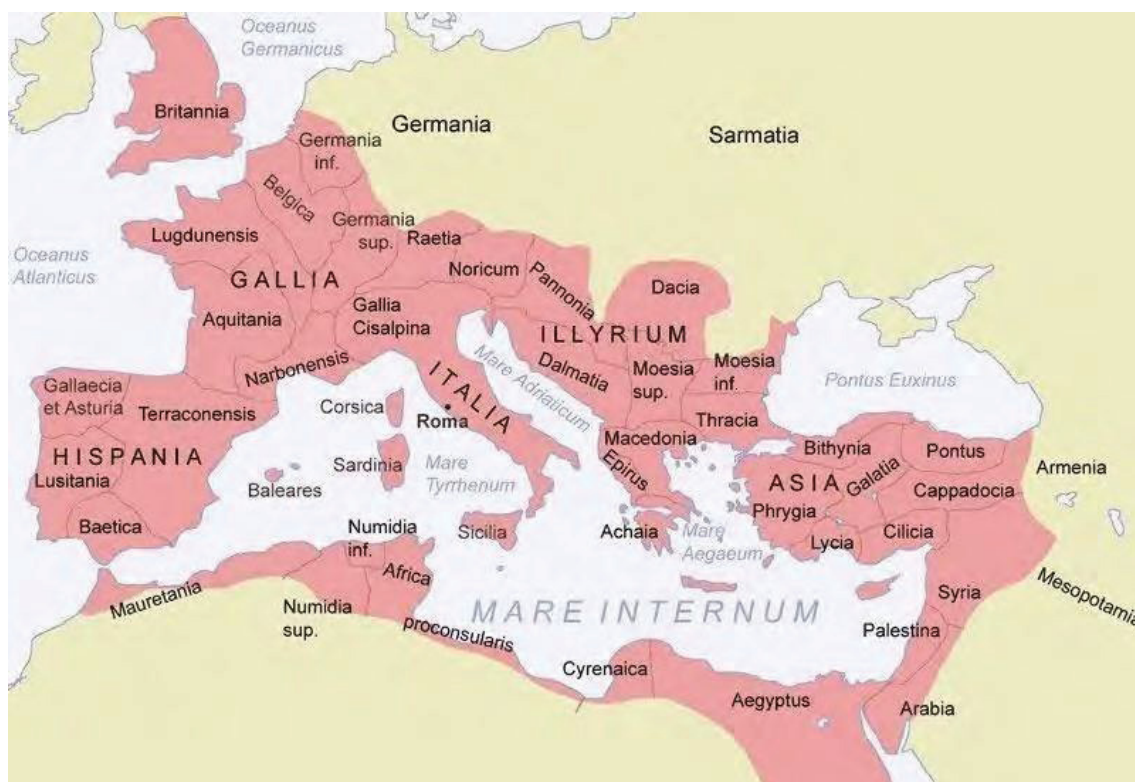 Oceanus
Germanicus
Britannia
Germania
Sarmatia
Germania
inf.
Belgica
Lugdunensis
Germania
sup.
Raetia
Oceanus
Atlanticus
GALLIA
Noricum
Pannonia
Dacia
Aquitania
Gallia
Cisalpina
ILLYRIUM
Narbonensis
Mare Adriaticum
Dalmatia
Moesia
sup.
Moesia
inf.
Pontus Euxinus
Gallaecia
et Asturia
Terraconensis
Corsica
ITALIA
Roma
Thracia
HISPANIA
Lusitania
Baleares
Sardinia
Mare
Tyrrhenum
Macedonia
Epirus
Bithynia
Pontus
Armenia
ASIA
Galatia
Cappadocia
Phrygia
Baetica
Numidia
inf.
Sicilia
Achaia
Mare
Aegaeum
Lycia
Cilicia
Mauretania
Numidia
sup.
Africa
proconsularis
MARE INTERNUM
Syria
Mesopotamia
Palestina
Cyrenaica
Aegyptus
Arabia